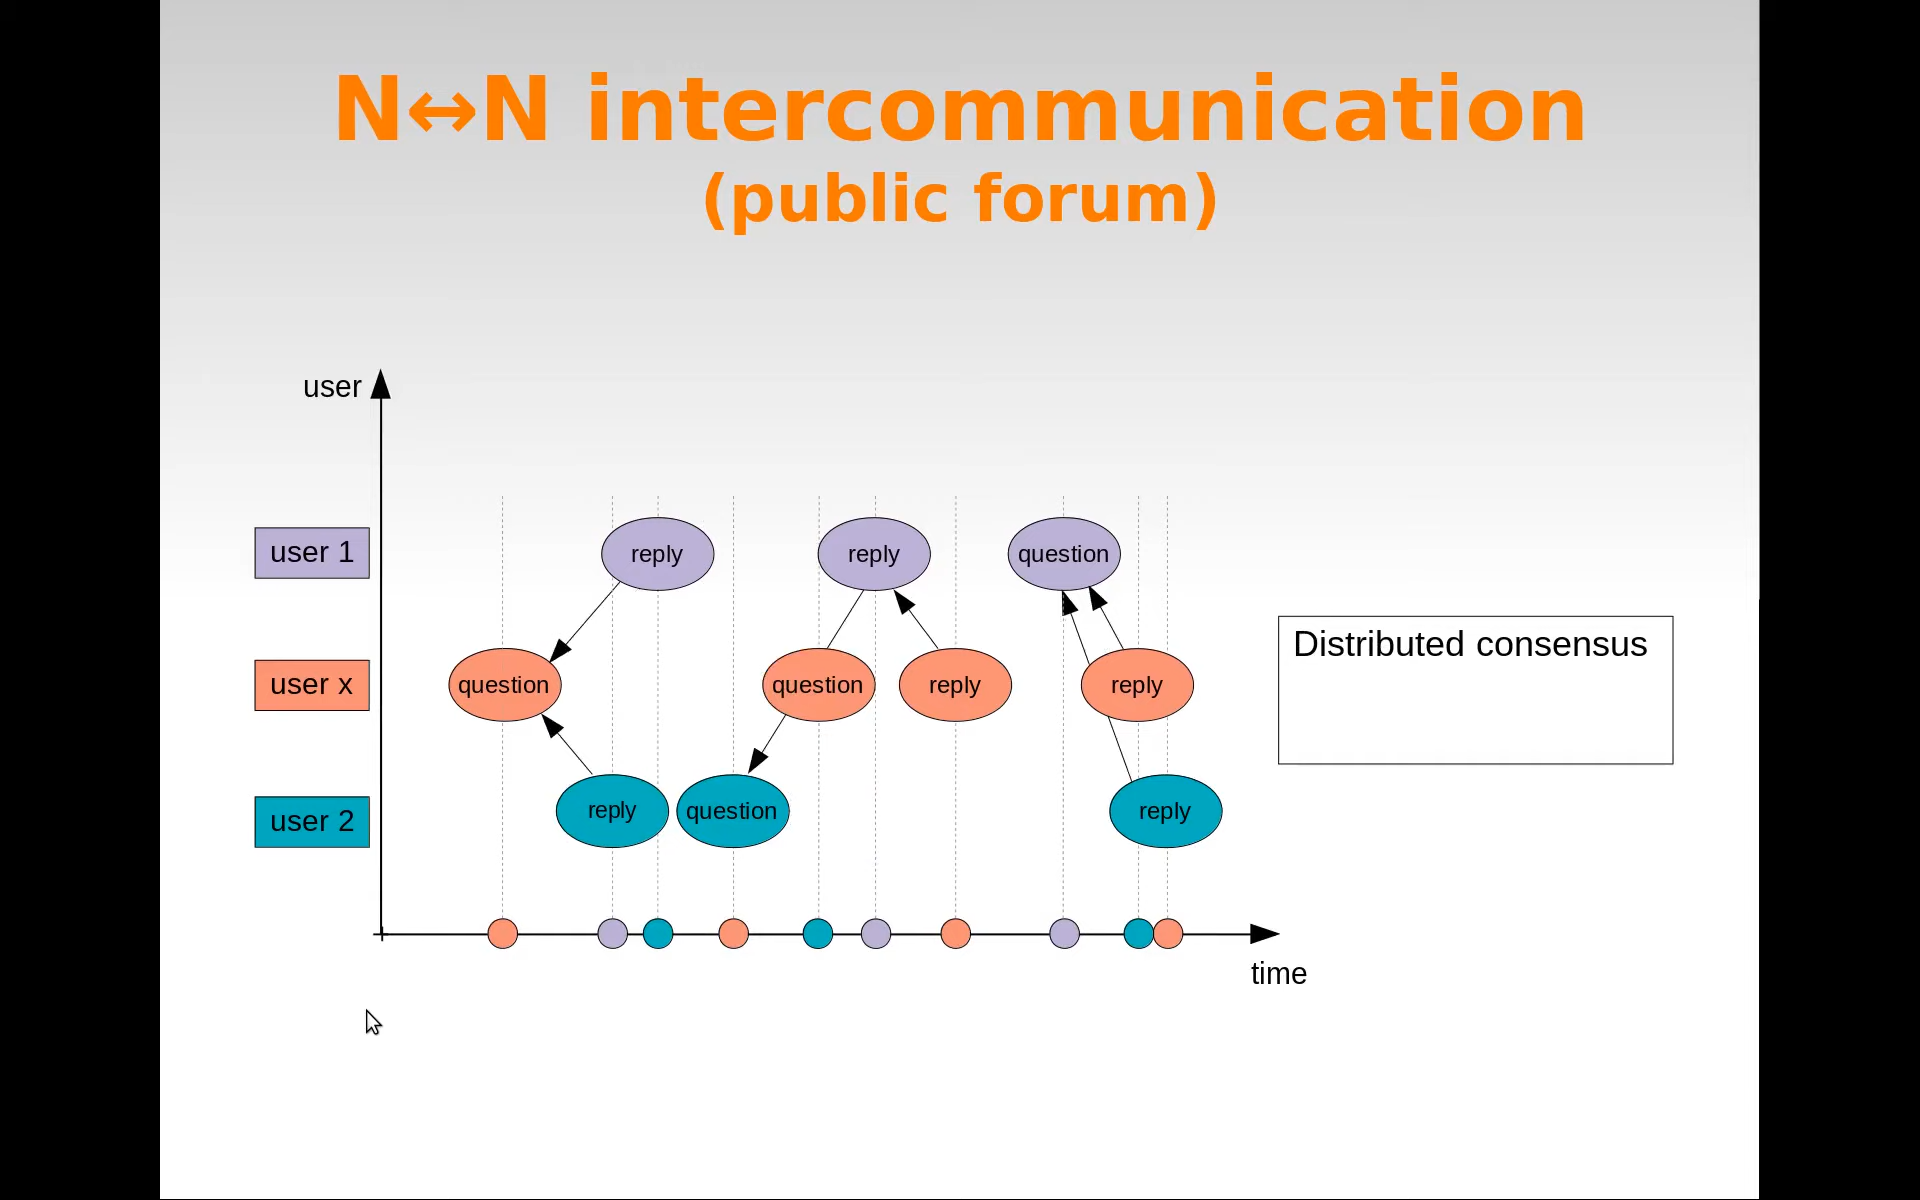 N↔N intercommunication
(public forum)
user
user 1
reply
reply
question
user x
question
question
reply
reply
Distributed consensus
user 2
reply
question
reply
time